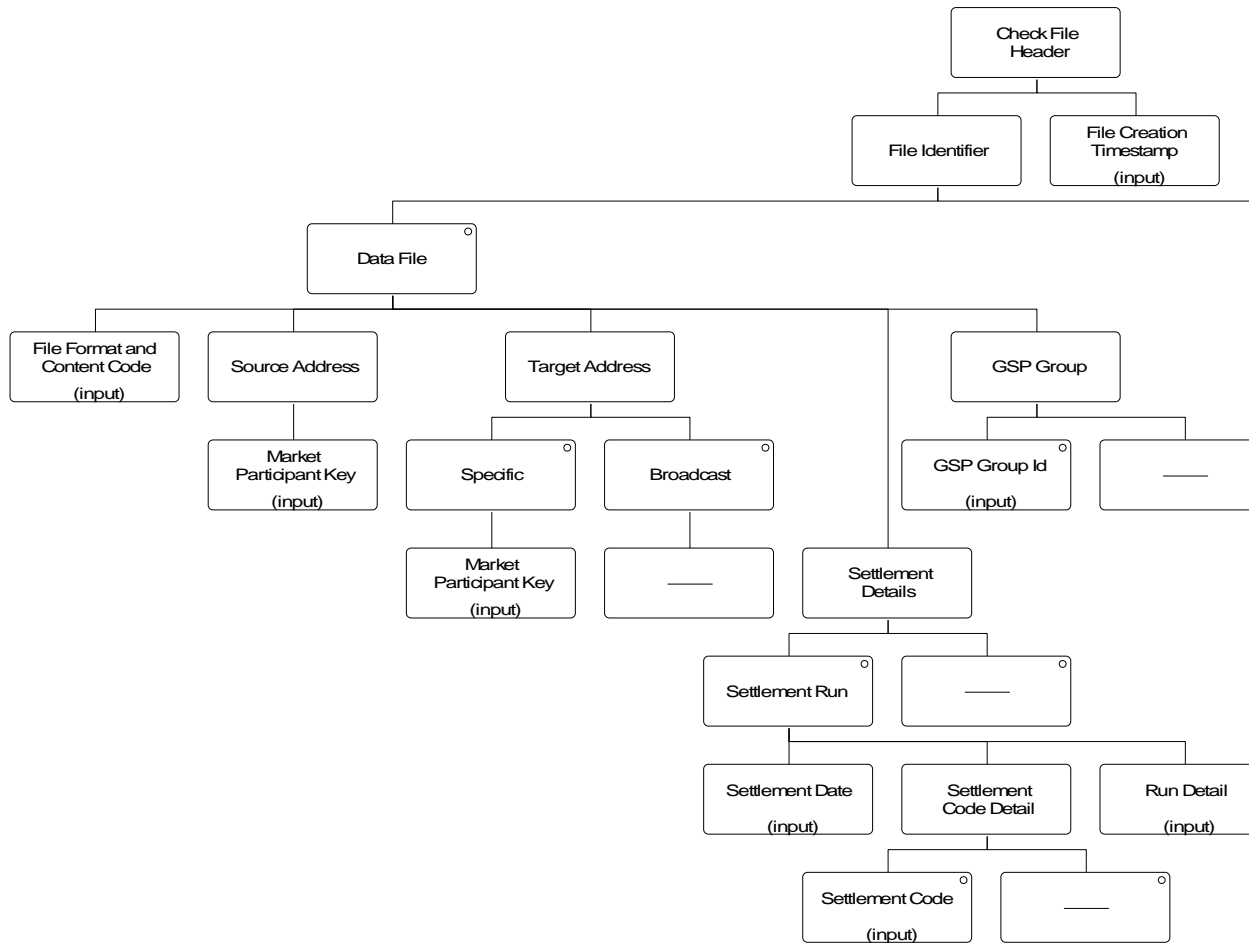 Check File
Header
File Identifier
File Creation
Timestamp
(input)
Data File
File Format and
Content Code
(input)
Source Address
Target Address
GSP Group
Market
Participant Key
(input)
Specific
Broadcast
GSP Group Id
(input)
Market
Participant Key
(input)
Settlement
Details
Settlement Run
Settlement Date
(input)
Settlement
Code Detail
Run Detail
(input)
Settlement Code
(input)